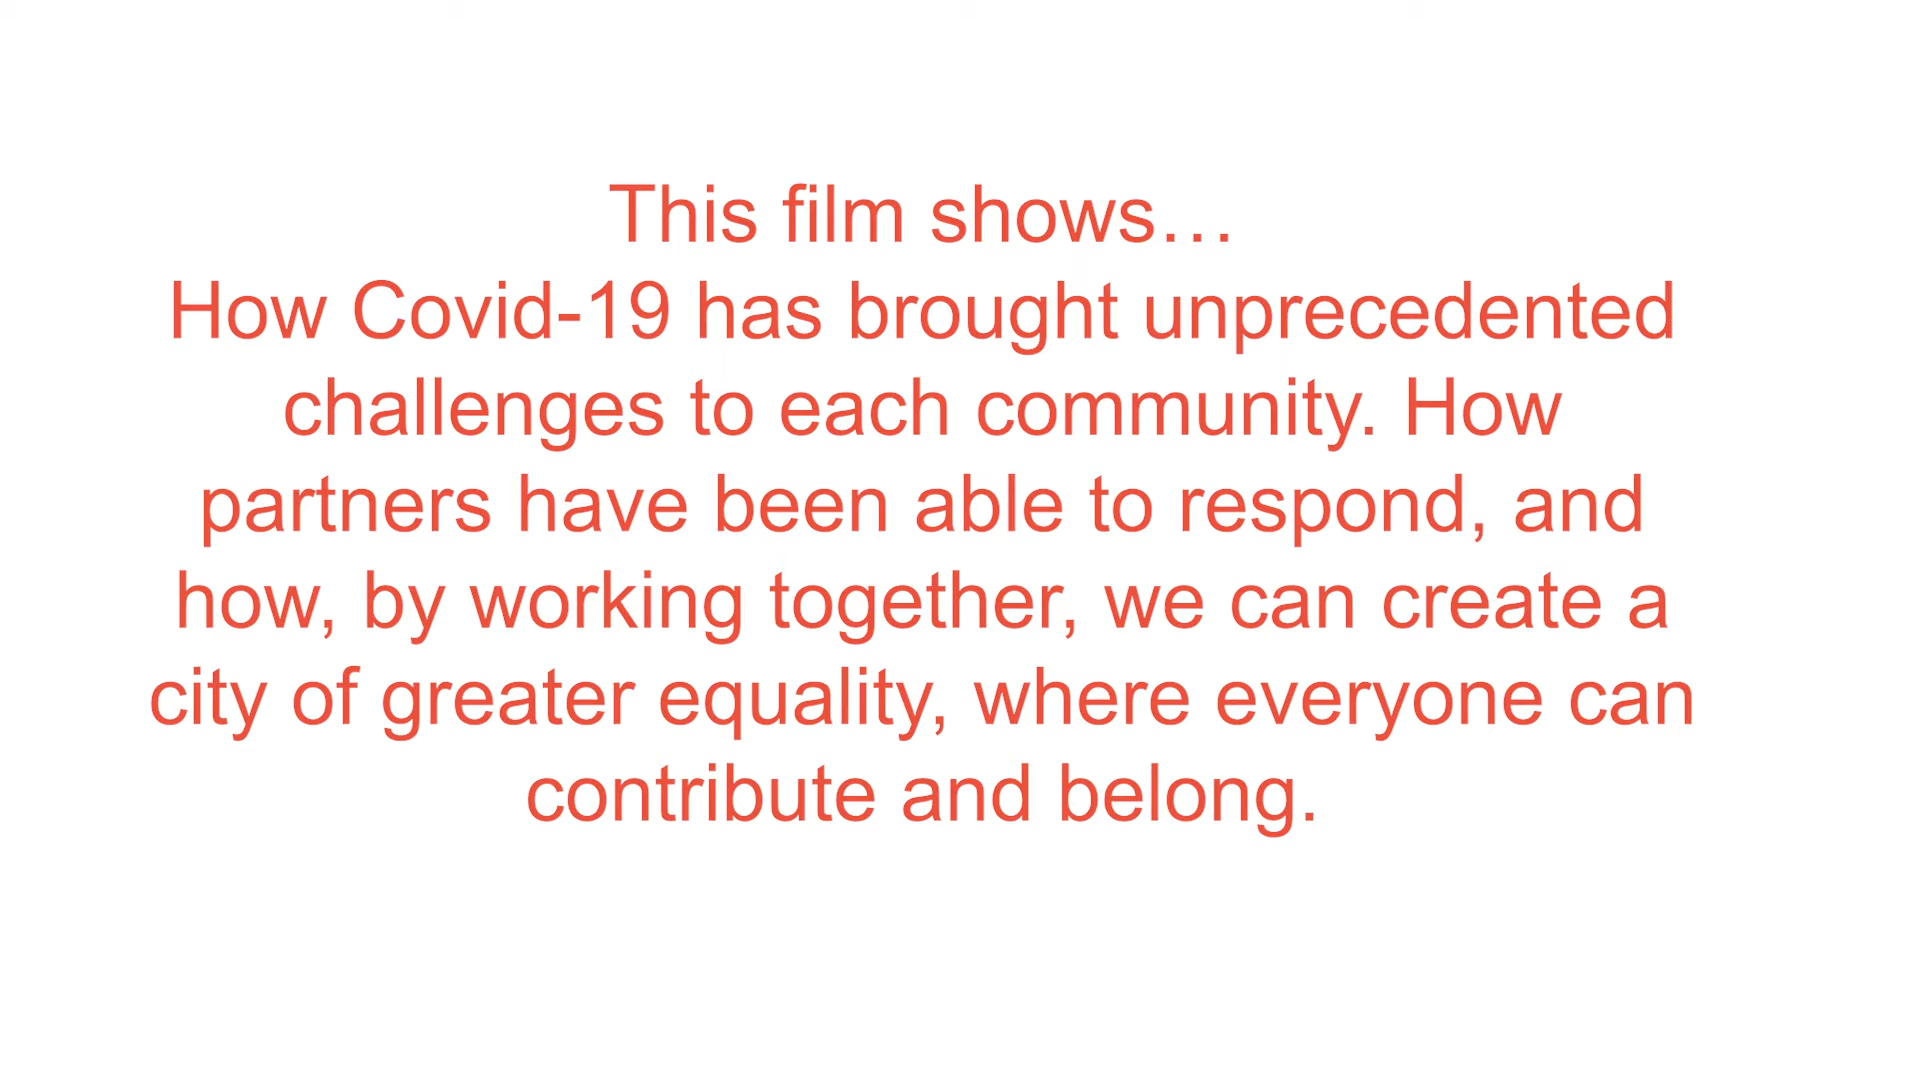 This film shows…
How Covid-19 has brought unprecedented
challenges to each community. How
partners have been able to respond, and
how, by working together, we can create a
city of greater equality, where everyone can
contribute and belong.